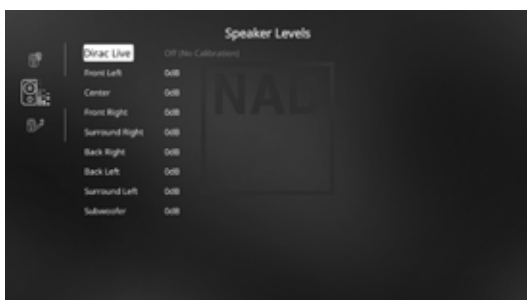 Speaker Levels
Dirac Live Off (No Calibration)
Front Left 0dB
Center 0dB
Front Right 0dB
Surround Right 0dB
Back Right 0dB
Back Left 0dB
Surround Left 0dB
Subwoofer 0dB
NAD